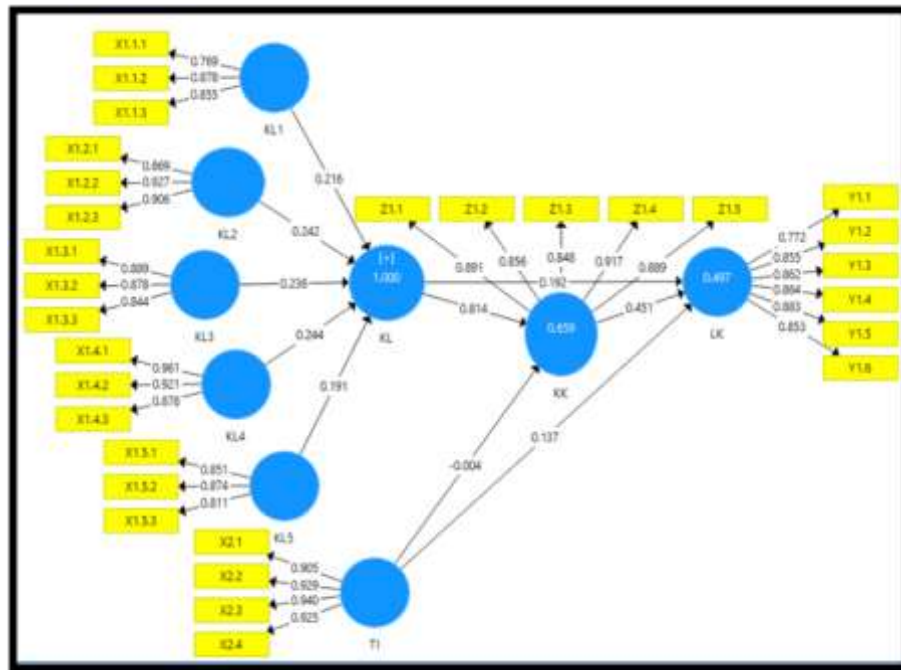 X1.1.1
0.769
X1.1.2
0.878
X1.1.3
0.855
KL1
X1.2.1
0.869
X1.2.2
0.927
X1.2.3
0.906
KL2
X1.3.1
0.889
X1.3.2
0.878
X1.3.3
0.844
KL3
X1.4.1
0.961
X1.4.2
0.921
X1.4.3
0.878
KL4
X1.5.1
0.851
X1.5.2
0.874
X1.5.3
0.811
KL5
X2.1
0.905
X2.2
0.929
X2.3
0.940
X2.4
0.925
TI
0.216
0.242
0.236
0.244
0.191
[+]
1.000
KL
Z1.1
Z1.2
Z1.3
Z1.4
Z1.5
0.891
0.856
0.848
0.917
0.889
0.192
0.814
0.451
0.659
KK
-0.004
0.137
0.497
LK
Y1.1
0.772
Y1.2
0.855
Y1.3
0.862
Y1.4
0.864
Y1.5
0.883
Y1.6
0.853